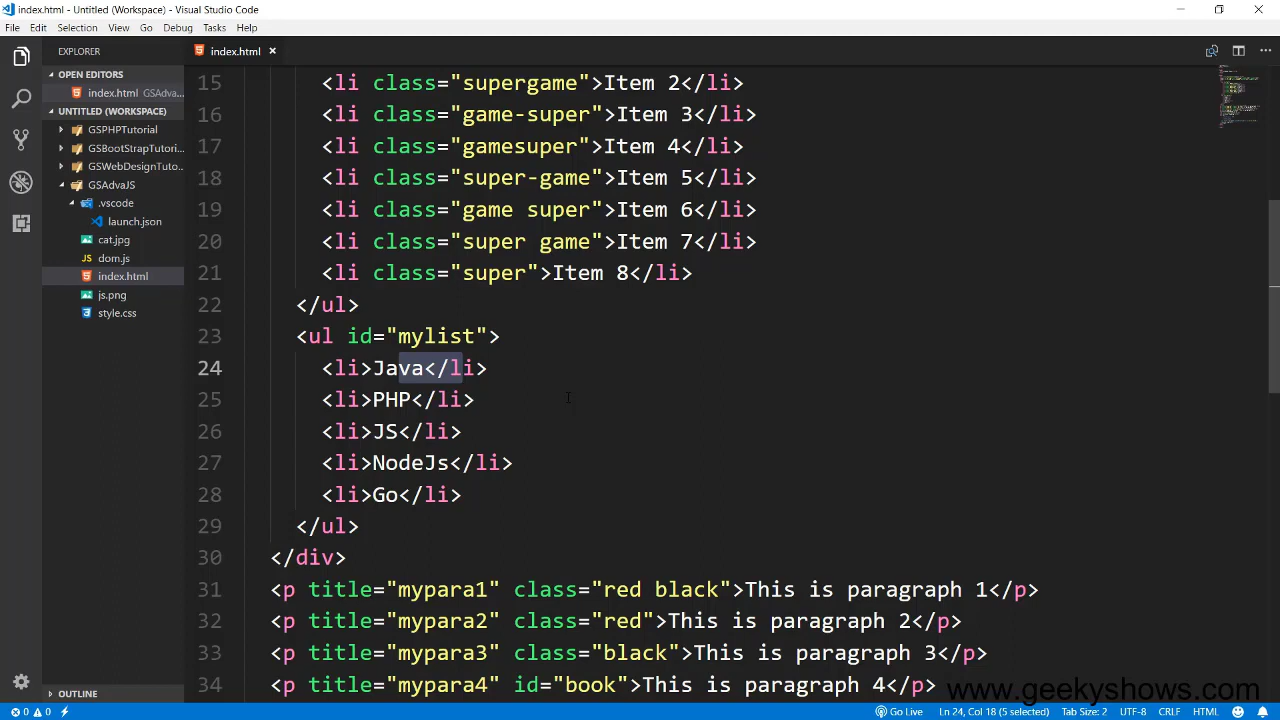 index.html - Untitled (Workspace) - Visual Studio Code
File Edit Selection View Go Debug Tasks Help
EXPLORER
index.html ×
OPEN EDITORS
index.html GSAdva...
UNTITLED (WORKSPACE)
GSPHPTutorial
GSBootStrapTutori...
GSWebDesignTuto...
GSAdvaJS
.vscode
launch.json
cat.jpg
JS dom.js
index.html
js.png
style.css
OUTLINE
15 <li class="supergame">Item 2</li>
16 <li class="game-super">Item 3</li>
17 <li class="gamesuper">Item 4</li>
18 <li class="super-game">Item 5</li>
19 <li class="game super">Item 6</li>
20 <li class="super game">Item 7</li>
21 <li class="super">Item 8</li>
22 </ul>
23 <ul id="mylist">
24 <li>Java</li>
25 <li>PHP</li>
26 <li>JS</li>
27 <li>NodeJs</li>
28 <li>Go</li>
29 </ul>
30 </div>
31 <p title="mypara1" class="red black">This is paragraph 1</p>
32 <p title="mypara2" class="red">This is paragraph 2</p>
33 <p title="mypara3" class="black">This is paragraph 3</p>
34 <p title="mypara4" id="book">This is paragraph 4</p>
www.geekyshows.com
0 0 Go Live Ln 24, Col 18 (5 selected) Tab Size: 2 UTF-8 CRLF HTML